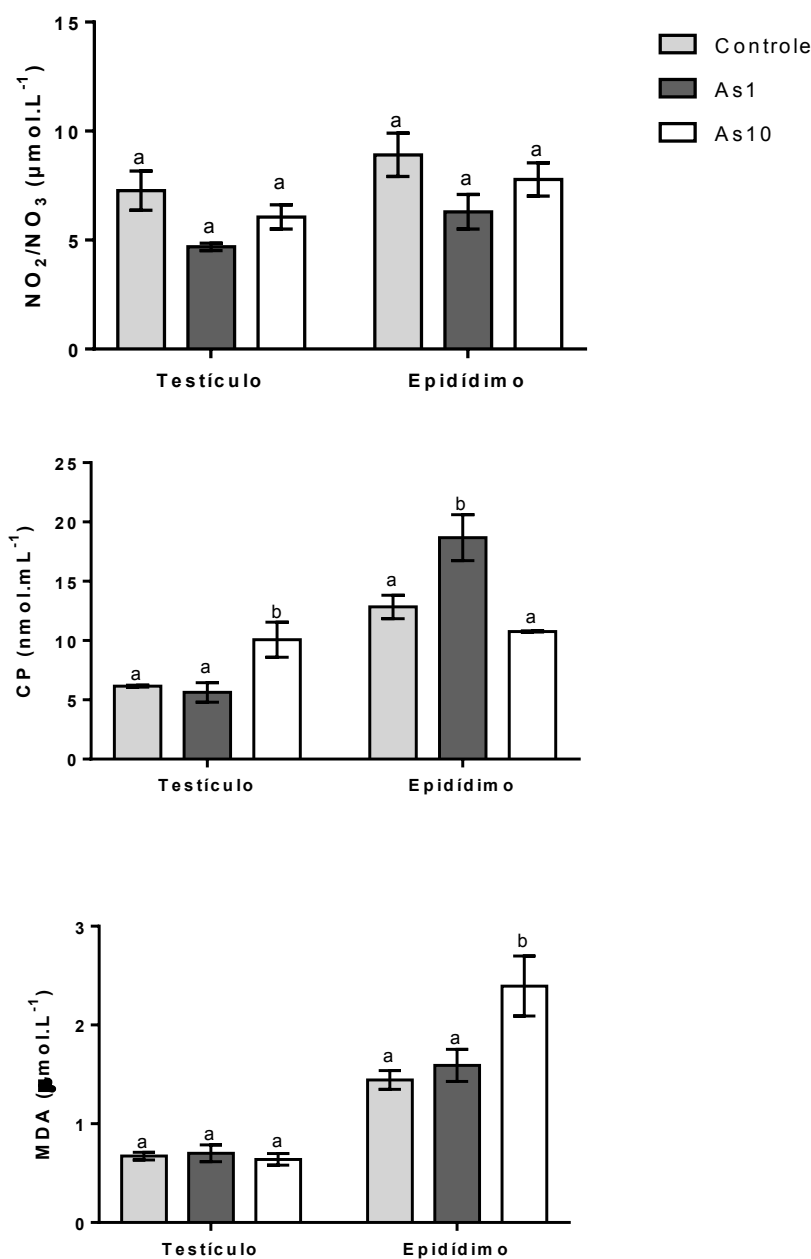 15
10
5
0
NO₂/NO₃ (µmol.L⁻¹)
a
a
a
a
a
a
Testículo
Epidídimo
Controle
As1
As10
25
20
15
10
5
0
CP (nmol.mL⁻¹)
a
a
b
a
b
a
Testículo
Epidídimo
3
2
1
0
MDA ( mol.L⁻¹)
a
a
a
a
a
b
Testículo
Epidídimo